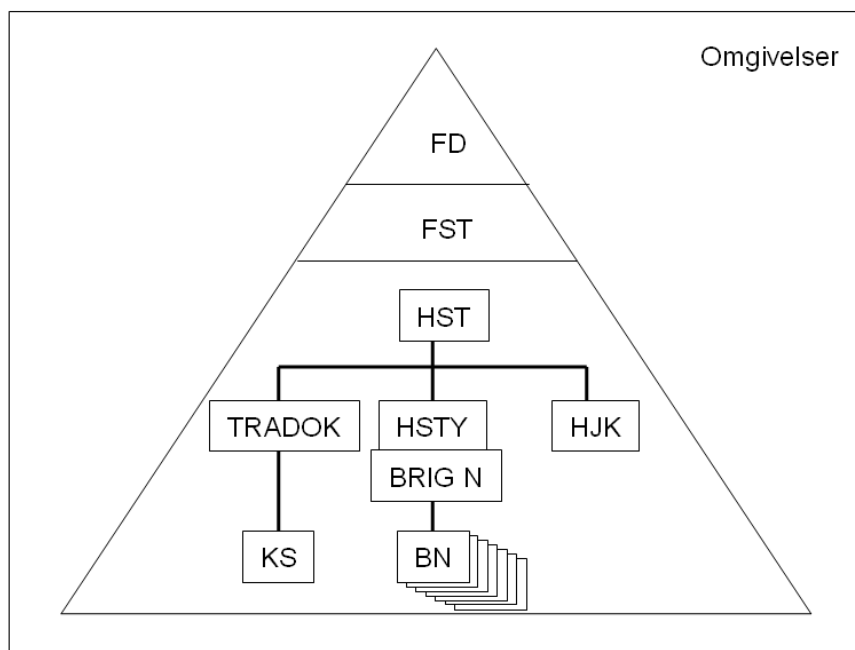 Omgivelser
FD
FST
HST
TRADOK
HSTY
HJK
BRIG N
KS
BN